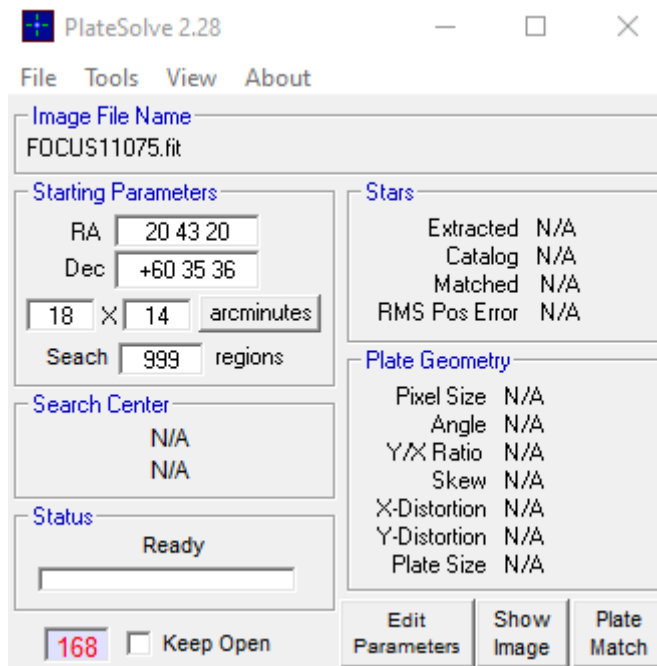 PlateSolve 2.28
File Tools View About
Image File Name
FOCUS11075.fit
Starting Parameters
RA 20 43 20
Dec +60 35 36
18 X 14 arcminutes
Seach 999 regions
Search Center
N/A
N/A
Status
Ready
168 Keep Open
Stars
Extracted N/A
Catalog N/A
Matched N/A
RMS Pos Error N/A
Plate Geometry
Pixel Size N/A
Angle N/A
Y/X Ratio N/A
Skew N/A
X-Distortion N/A
Y-Distortion N/A
Plate Size N/A
Edit Parameters
Show Image
Plate Match